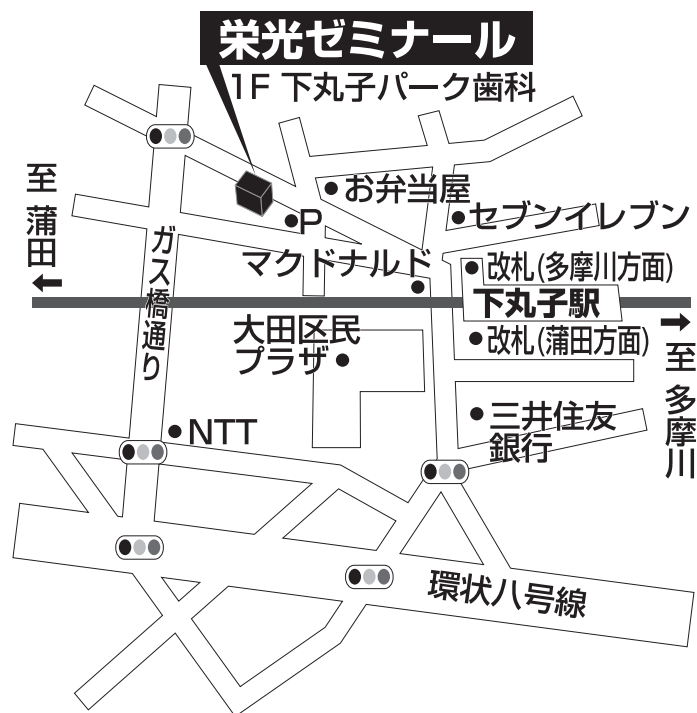 栄光ゼミナール
1F 下丸子パーク歯科
至 蒲田
お弁当屋
P
セブンイレブン
ガス橋通り
マクドナルド
改札(多摩川方面)
下丸子駅
改札(蒲田方面)
大田区民
プラザ
至 多摩川
三井住友
銀行
NTT
環状八号線